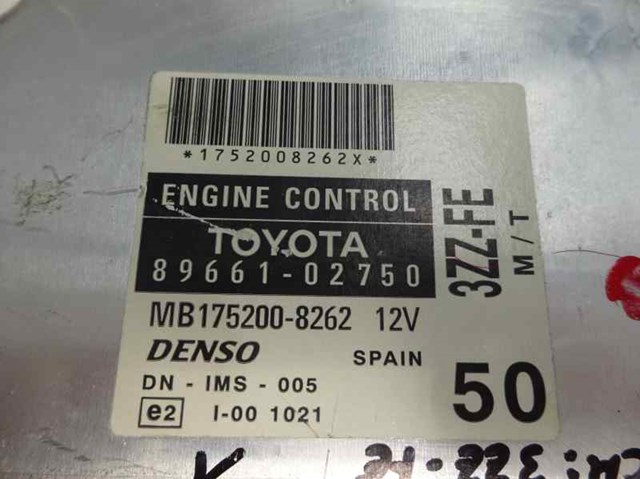 *1752008262X*
ENGINE CONTROL
TOYOTA
89661-02750
3ZZ-FE
M/T
MB175200-8262 12V
DENSO SPAIN
DN-IMS-005
e2 I-00 1021
50